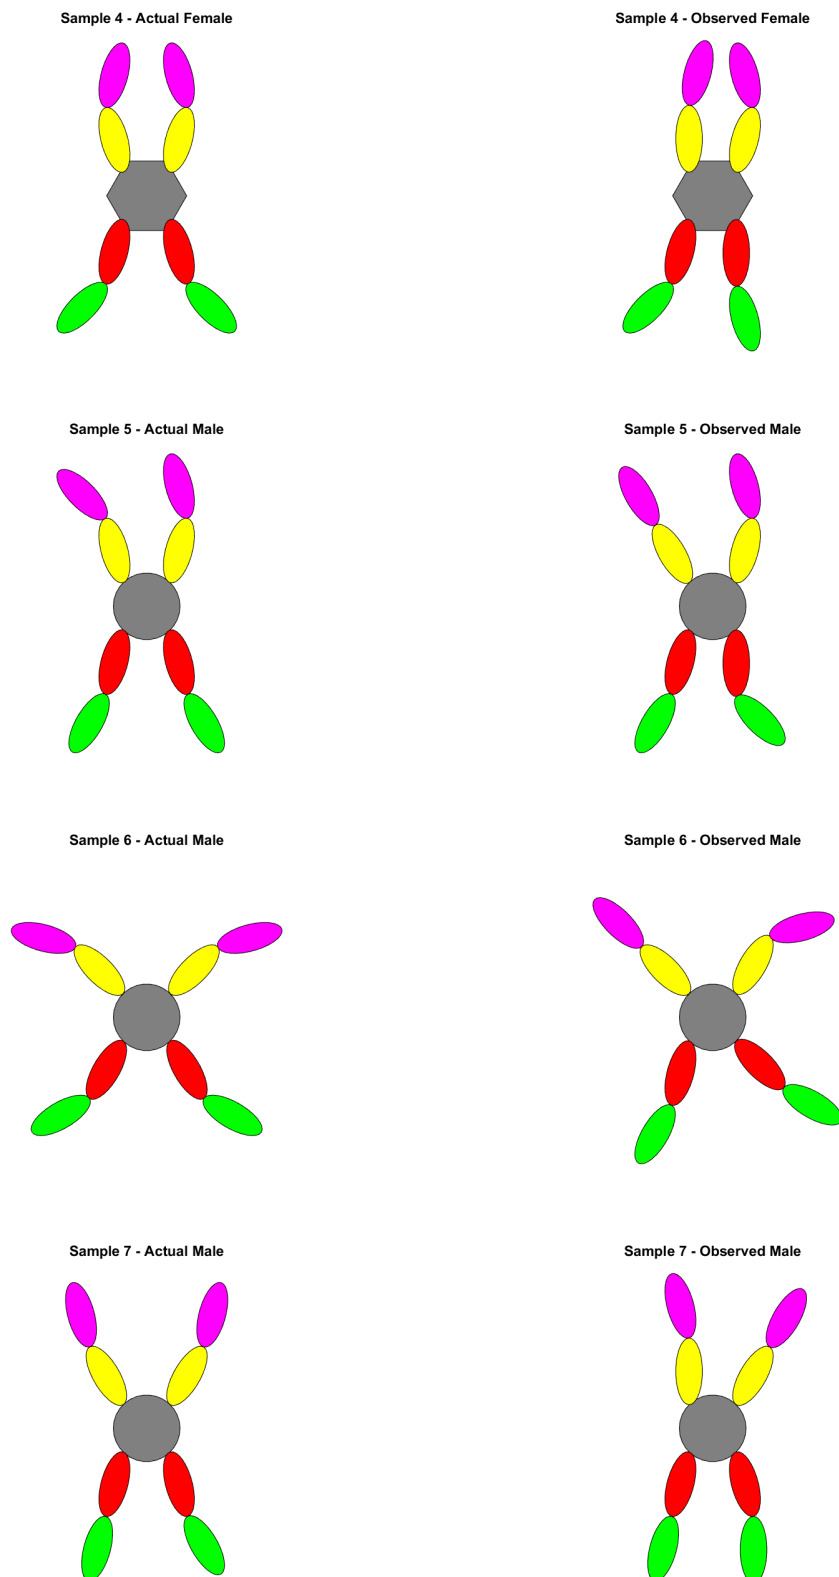 Sample 4 - Actual Female
Sample 4 - Observed Female
Sample 5 - Actual Male
Sample 5 - Observed Male
Sample 6 - Actual Male
Sample 6 - Observed Male
Sample 7 - Actual Male
Sample 7 - Observed Male